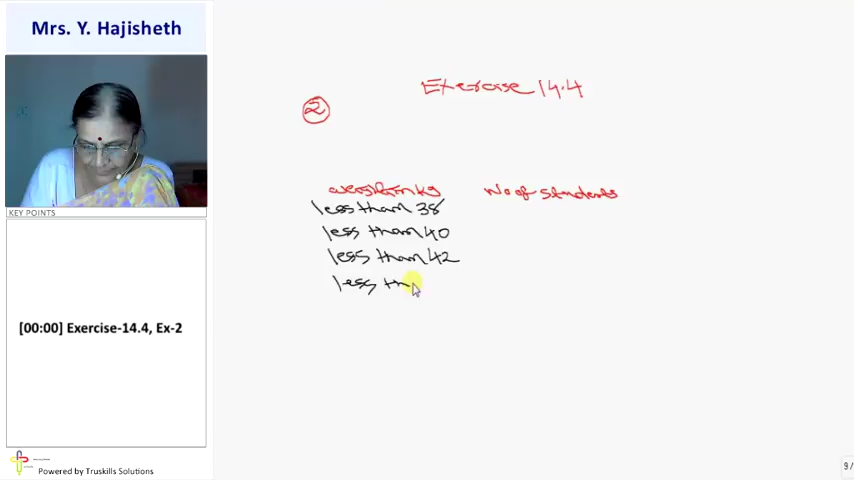 Mrs. Y. Hajisheth
Exercise 14.4
2
weight in kg No of students
less than 38
less than 40
less than 42
less th
KEY POINTS
[00:00] Exercise-14.4, Ex-2
Powered by Truskills Solutions
9/